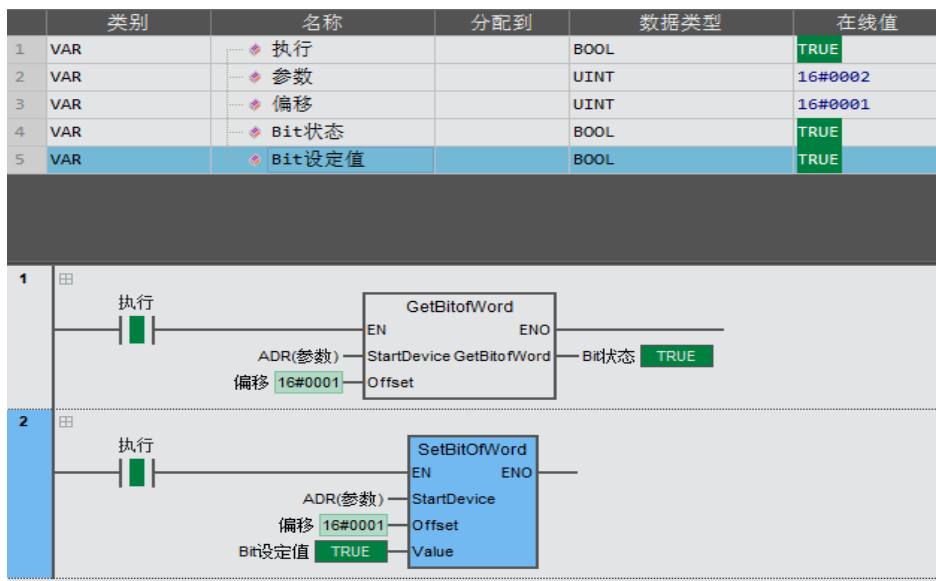 类别 名称 分配到 数据类型 在线值
1 VAR 执行 BOOL TRUE
2 VAR 参数 UINT 16#0002
3 VAR 偏移 UINT 16#0001
4 VAR Bit状态 BOOL TRUE
5 VAR Bit设定值 BOOL TRUE
1
执行
GetBitofWord
EN ENO
ADR(参数) StartDevice GetBitofWord Bit状态 TRUE
偏移 16#0001 Offset
2
执行
SetBitOfWord
EN ENO
ADR(参数) StartDevice
偏移 16#0001 Offset
Bit设定值 TRUE Value